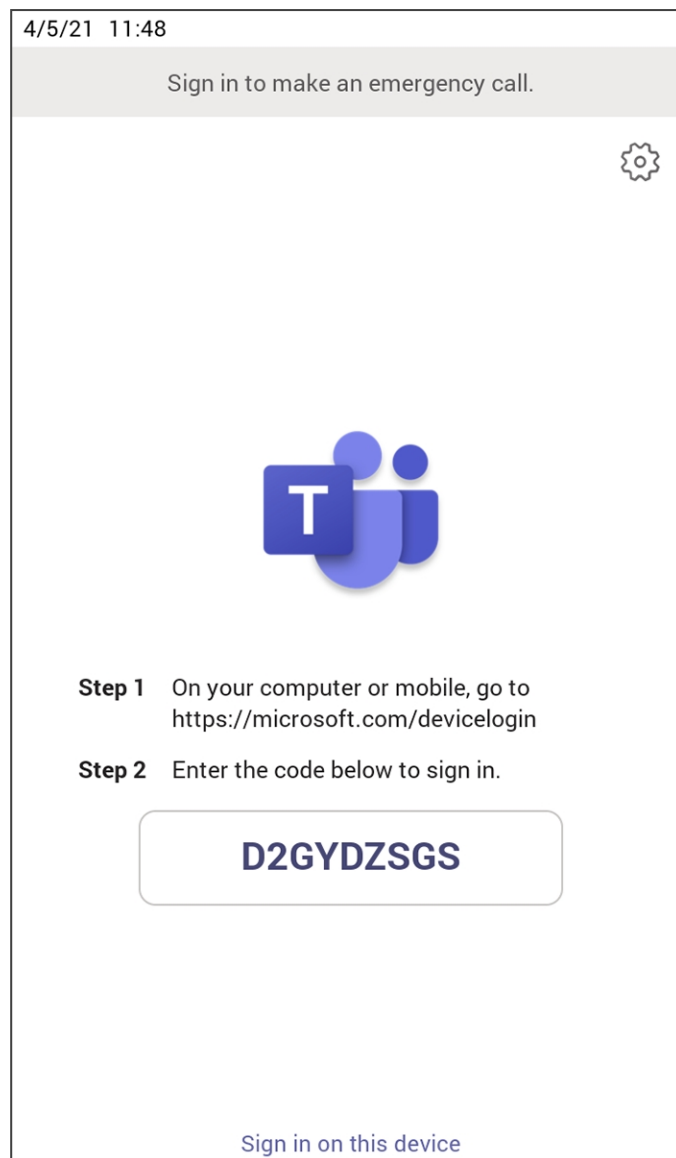 4/5/21 11:48
Sign in to make an emergency call.
T
Step 1 On your computer or mobile, go to
https://microsoft.com/devicelogin
Step 2 Enter the code below to sign in.
D2GYDZSGS
Sign in on this device